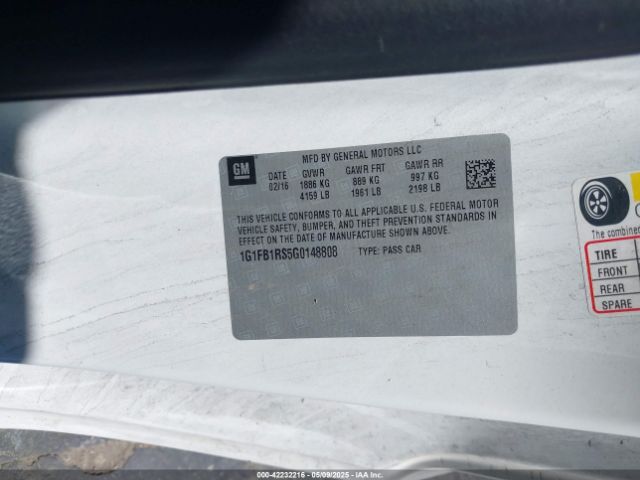 GM
MFD BY GENERAL MOTORS LLC
DATE GVWR GAWR FRT GAWR RR
02/16 1886 KG 889 KG 997 KG
4159 LB 1961 LB 2198 LB
THIS VEHICLE CONFORMS TO ALL APPLICABLE U.S. FEDERAL MOTOR
VEHICLE SAFETY, BUMPER, AND THEFT PREVENTION STANDARDS IN
EFFECT ON THE DATE OF MANUFACTURE SHOWN ABOVE.
1G1FB1RS5G0148808 TYPE: PASS CAR
The combined
TIRE
FRONT
REAR
SPARE
000-42232216 - 05/09/2025 - IAAI, Inc.